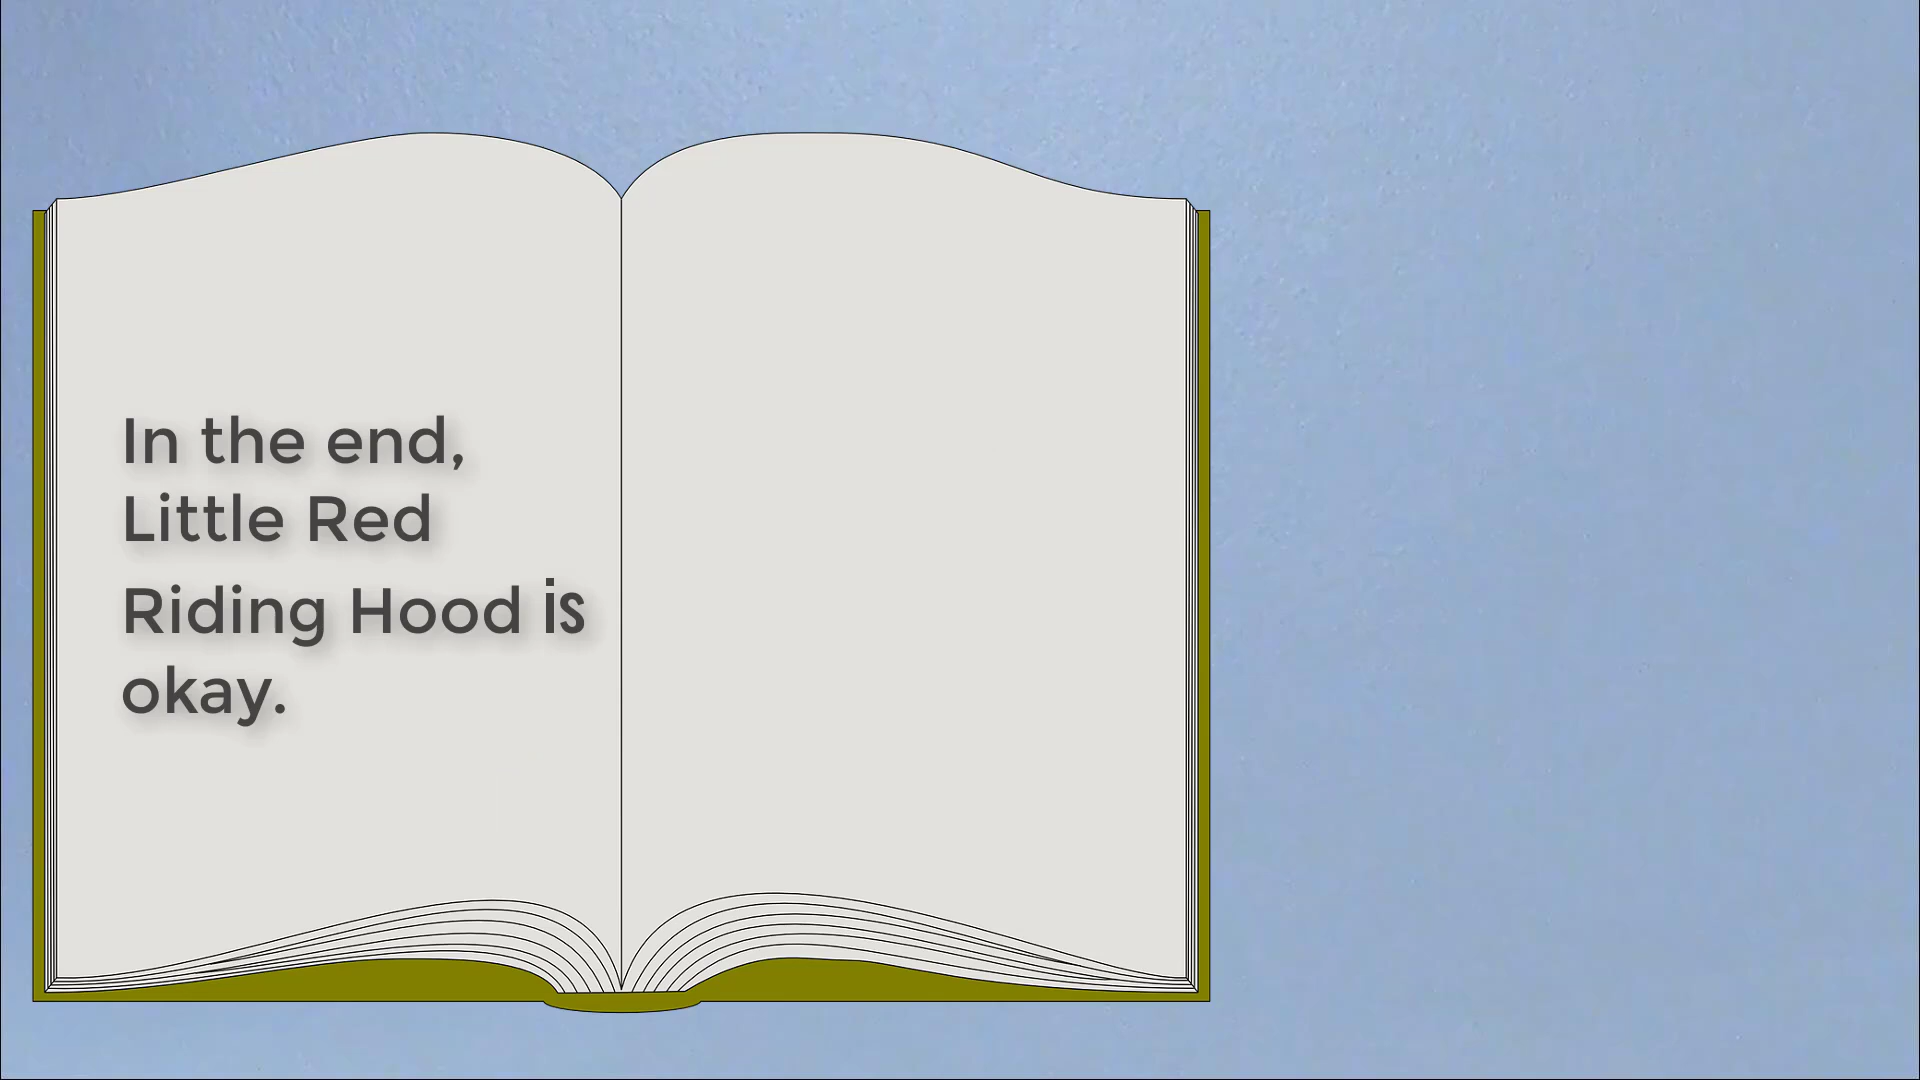 In the end,
Little Red
Riding Hood is
okay.